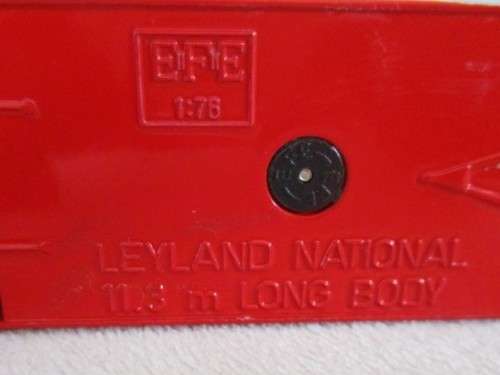 EFE
1:76
LEYLAND NATIONAL
11.3 m LONG BODY